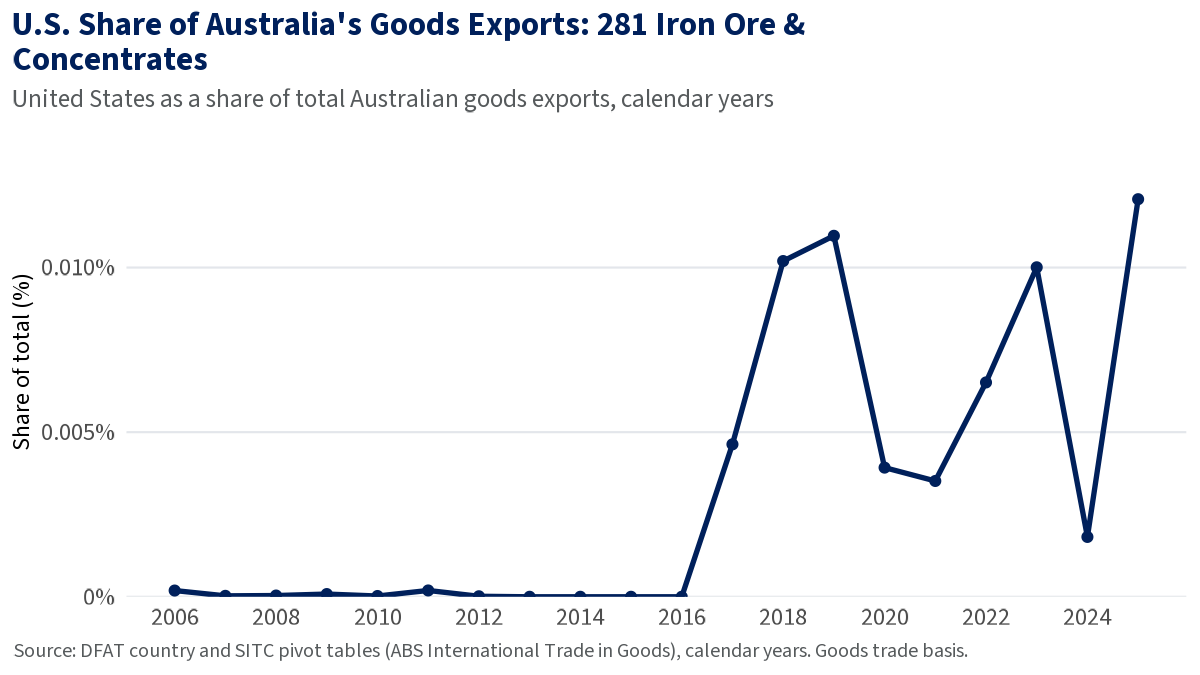 U.S. Share of Australia's Goods Exports: 281 Iron Ore &
Concentrates
United States as a share of total Australian goods exports, calendar years
Share of total (%)
0.010%
0.005%
0%
2006 2008 2010 2012 2014 2016 2018 2020 2022 2024
Source: DFAT country and SITC pivot tables (ABS International Trade in Goods), calendar years. Goods trade basis.